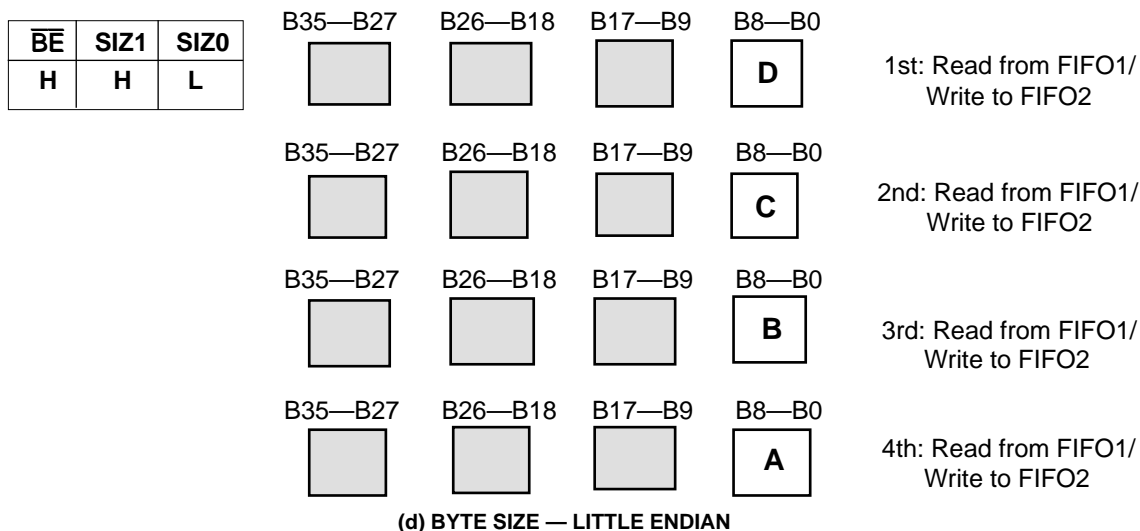 B35—B27 B26—B18 B17—B9 B8—B0
BE SIZ1 SIZ0
H H L
D
1st: Read from FIFO1/
Write to FIFO2
B35—B27 B26—B18 B17—B9 B8—B0
C
2nd: Read from FIFO1/
Write to FIFO2
B35—B27 B26—B18 B17—B9 B8—B0
B
3rd: Read from FIFO1/
Write to FIFO2
B35—B27 B26—B18 B17—B9 B8—B0
A
4th: Read from FIFO1/
Write to FIFO2
(d) BYTE SIZE — LITTLE ENDIAN